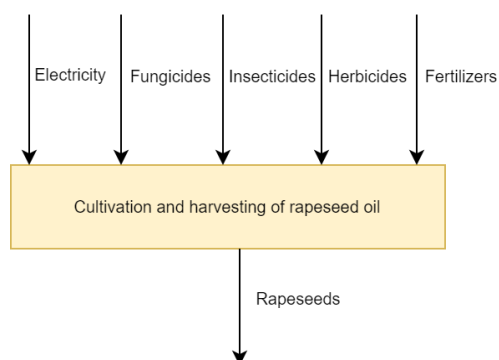 Electricity
Fungicides
Insecticides
Herbicides
Fertilizers
Cultivation and harvesting of rapeseed oil
Rapeseeds